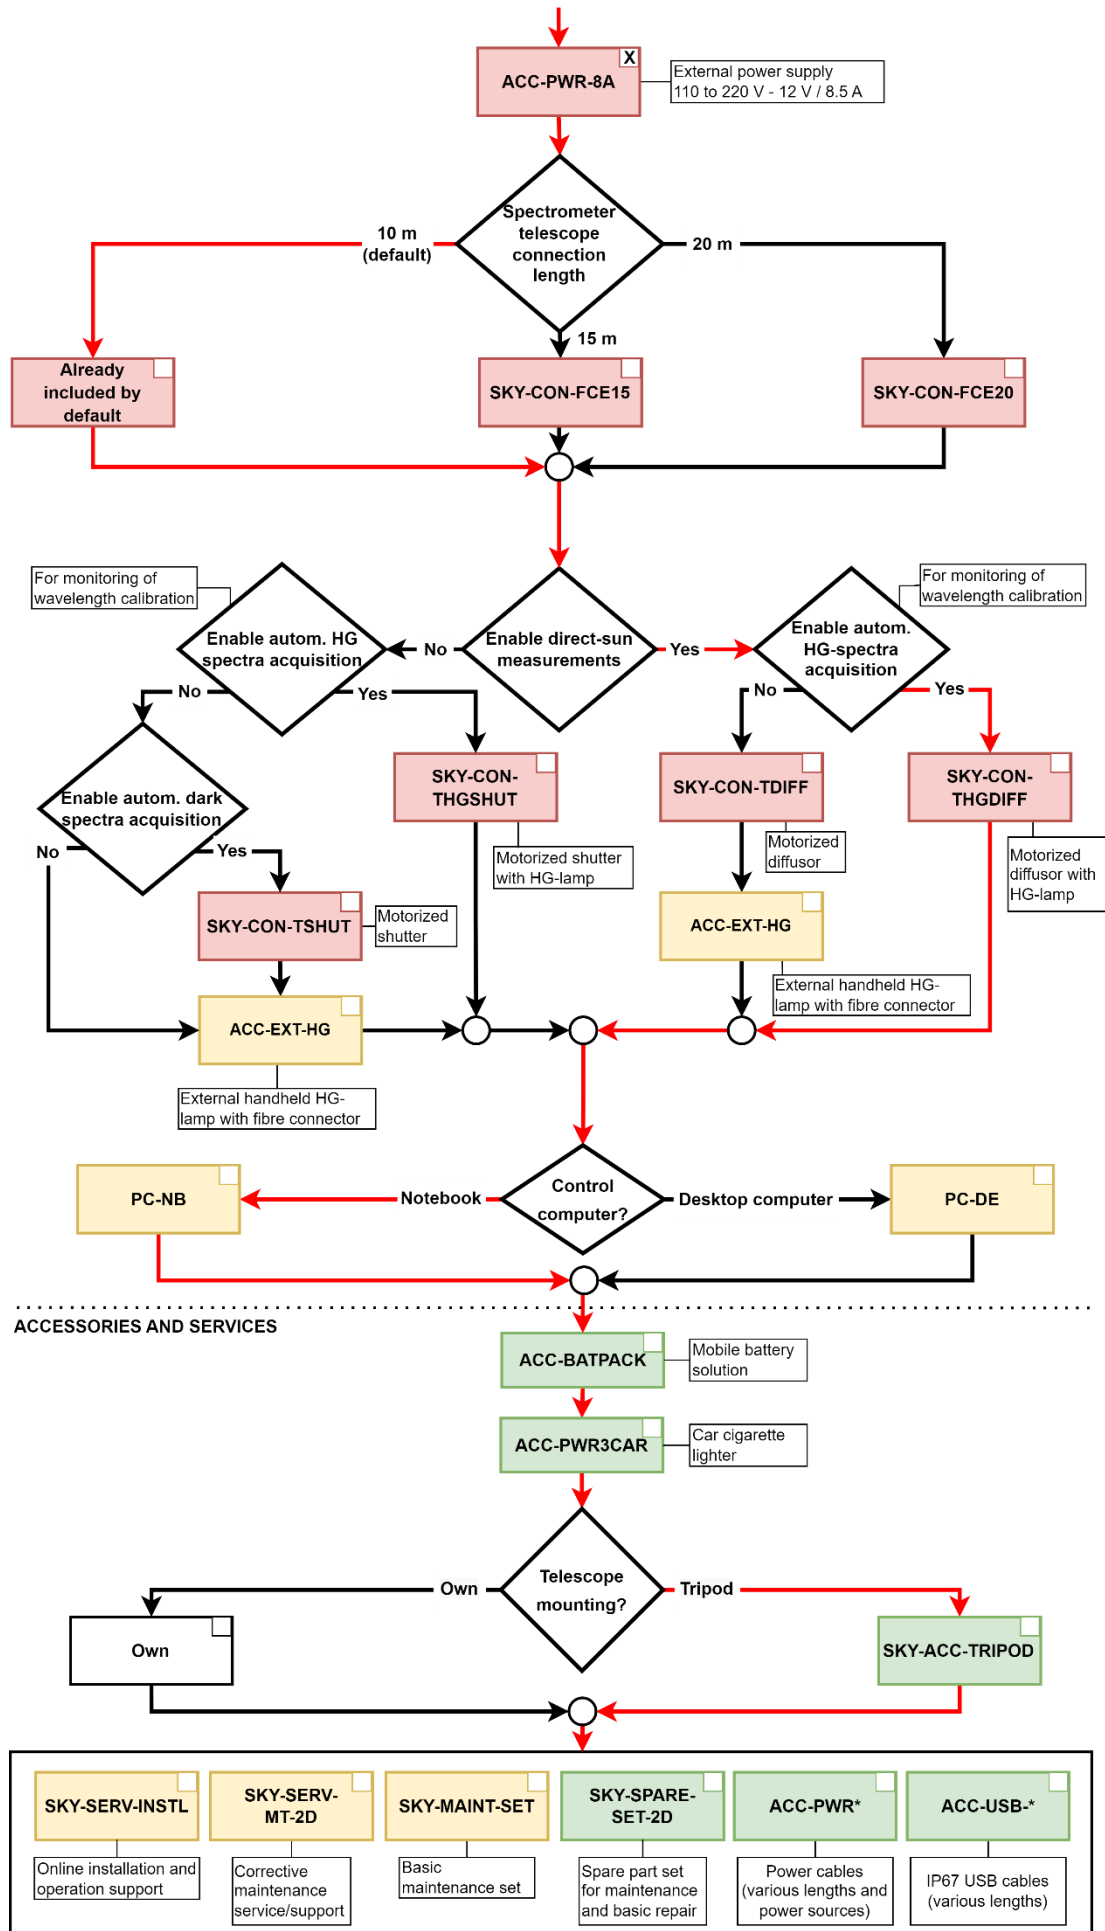 X
ACC-PWR-8A
External power supply
110 to 220 V - 12 V / 8.5 A
Spectrometer
telescope
connection
length
10 m
(default)
20 m
15 m
Already
included by
default
SKY-CON-FCE15
SKY-CON-FCE20
For monitoring of
wavelength calibration
Enable autom. HG
spectra acquisition
No
Enable direct-sun
measurements
Yes
For monitoring of
wavelength calibration
Enable autom.
HG-spectra
acquisition
No
Yes
No
Yes
Enable autom. dark
spectra acquisition
No
Yes
SKY-CON-
THGSHUT
Motorized shutter
with HG-lamp
SKY-CON-TDIFF
Motorized
diffusor
SKY-CON-
THGDIFF
Motorized
diffusor with
HG-lamp
SKY-CON-TSHUT
Motorized
shutter
ACC-EXT-HG
External handheld HG-
lamp with fibre connector
ACC-EXT-HG
External handheld HG-
lamp with fibre connector
PC-NB
Notebook
Control
computer?
Desktop computer
PC-DE
ACCESSORIES AND SERVICES
ACC-BATPACK
Mobile battery
solution
ACC-PWR3CAR
Car cigarette
lighter
Own
Telescope
mounting?
Tripod
Own
SKY-ACC-TRIPOD
SKY-SERV-INSTL
Online installation and
operation support
SKY-SERV-
MT-2D
Corrective
maintenance
service/support
SKY-MAINT-SET
Basic
maintenance set
SKY-SPARE-
SET-2D
Spare part set
for maintenance
and basic repair
ACC-PWR*
Power cables
(various lengths and
power sources)
ACC-USB-*
IP67 USB cables
(various lengths)